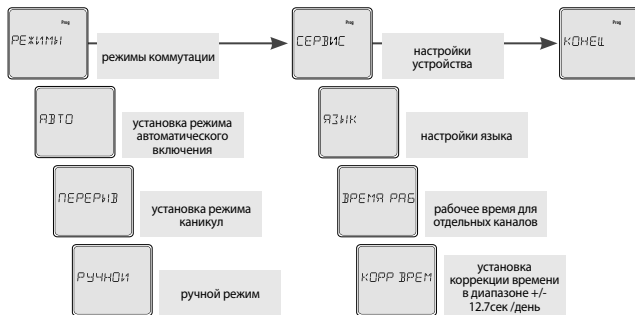 Prog
РЕЖИМЫ
режимы коммутации
Prog
СЕРВИС
настройки
устройства
Prog
КОНЕЦ
АВТО
установка режима
автоматического
включения
ЯЗЫК
настройки языка
ПЕРЕРЫВ
установка режима
каникул
ВРЕМЯ РАБ
рабочее время для
отдельных каналов
РУЧНОЙ
ручной режим
КОРР ВРЕМ
установка
коррекции времени
в диапазоне +/-
12.7сек /день